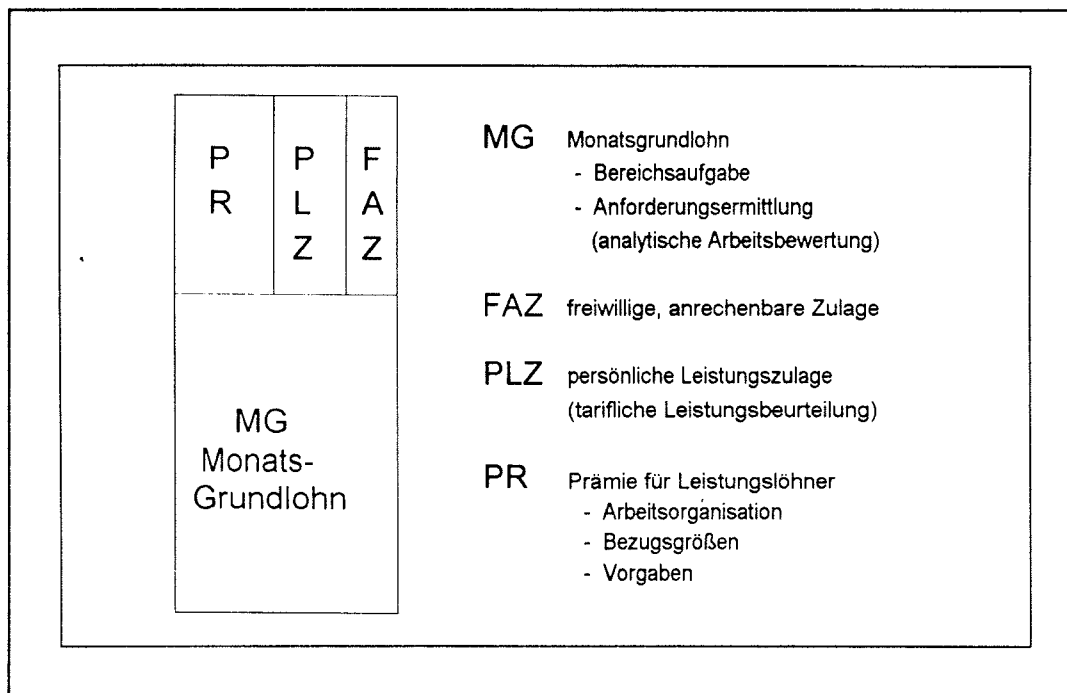 P
R
P
L
Z
F
A
Z
MG
Monats-
Grundlohn
MG Monatsgrundlohn
- Bereichsaufgabe
- Anforderungsermittlung
(analytische Arbeitsbewertung)
FAZ freiwillige, anrechenbare Zulage
PLZ persönliche Leistungszulage
(tarifliche Leistungsbeurteilung)
PR Prämie für Leistungslöhner
- Arbeitsorganisation
- Bezugsgrößen
- Vorgaben